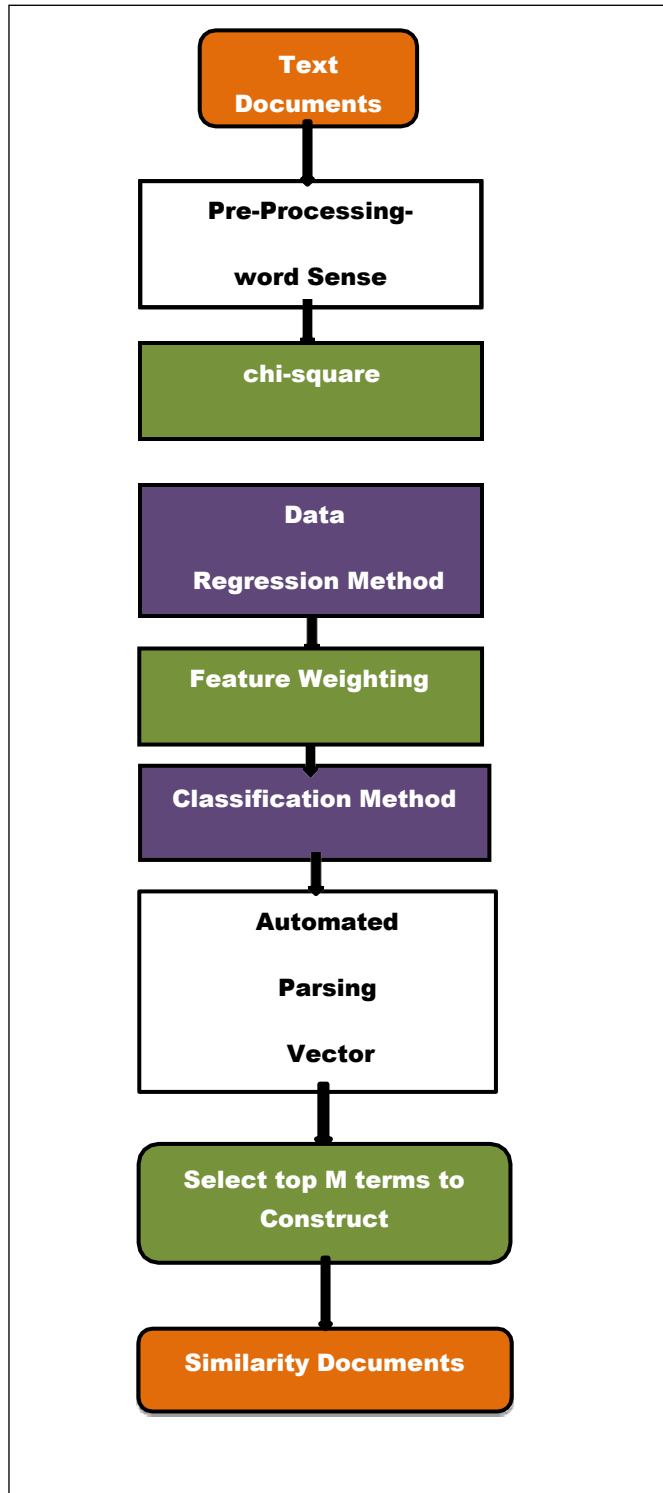 Text
Documents
Pre-Processing-
word Sense
chi-square
Data
Regression Method
Feature Weighting
Classification Method
Automated
Parsing
Vector
Select top M terms to
Construct
Similarity Documents